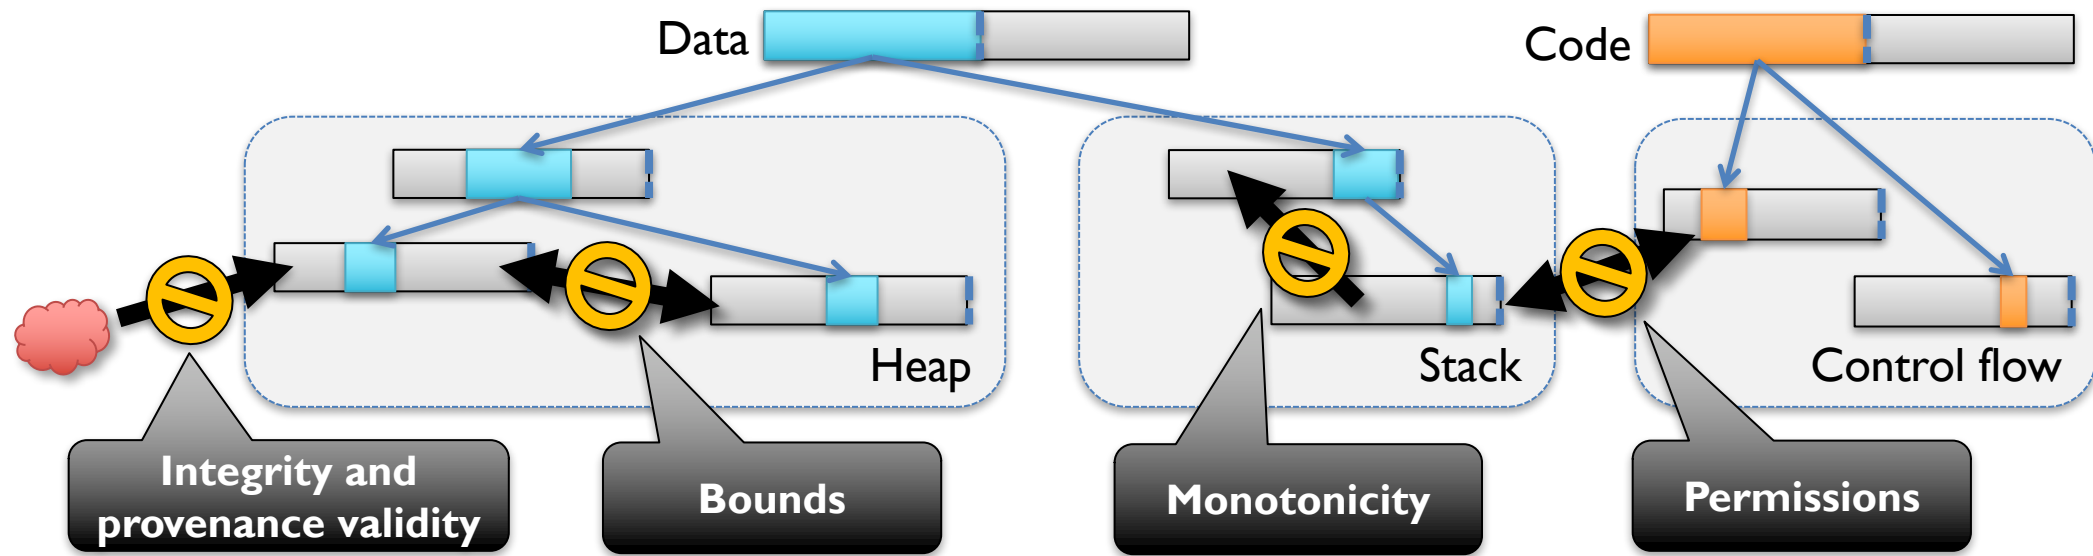 Data
Code
Heap
Stack
Control flow
Integrity and
provenance validity
Bounds
Monotonicity
Permissions